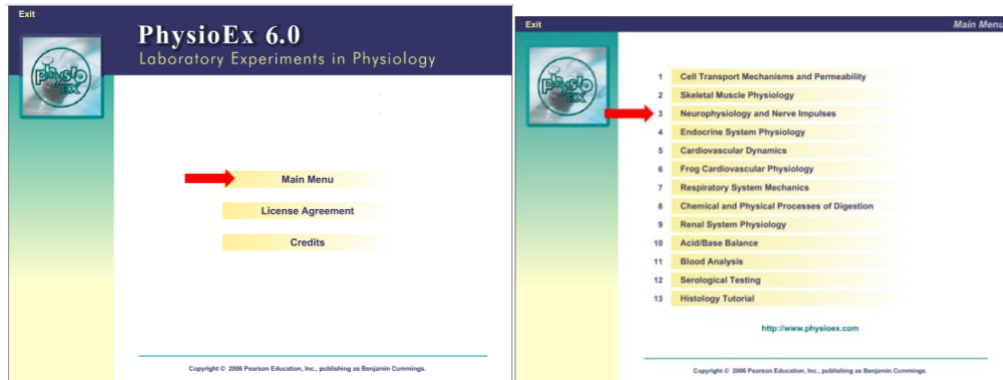 Exit
PhysioEx 6.0
Laboratory Experiments in Physiology
physio
EX
Main Menu
License Agreement
Credits
Copyright © 2006 Pearson Education, Inc., publishing as Benjamin Cummings.
Exit
Main Menu
physio
EX
1 Cell Transport Mechanisms and Permeability
2 Skeletal Muscle Physiology
3 Neurophysiology and Nerve Impulses
4 Endocrine System Physiology
5 Cardiovascular Dynamics
6 Frog Cardiovascular Physiology
7 Respiratory System Mechanics
8 Chemical and Physical Processes of Digestion
9 Renal System Physiology
10 Acid/Base Balance
11 Blood Analysis
12 Serological Testing
13 Histology Tutorial
http://www.physioex.com
Copyright © 2006 Pearson Education, Inc., publishing as Benjamin Cummings.